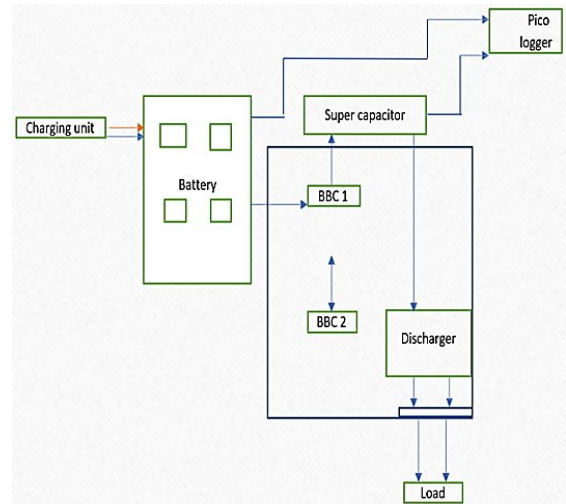 Pico
logger
Super capacitor
Charging unit
Battery
BBC 1
BBC 2
Discharger
Load